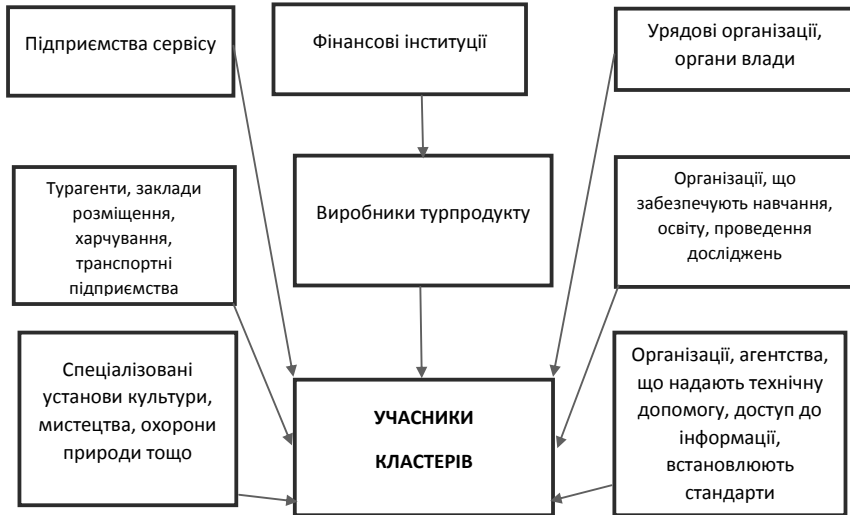 Підприємства сервісу
Фінансові інституції
Урядові організації,
органи влади
Турагенти, заклади
розміщення,
харчування,
транспортні
підприємства
Виробники турпродукту
Організації, що
забезпечують навчання,
освіту, проведення
досліджень
Спеціалізовані
установи культури,
мистецтва, охорони
природи тощо
УЧАСНИКИ
КЛАСТЕРІВ
Організації, агентства,
що надають технічну
допомогу, доступ до
інформації,
встановлюють
стандарти